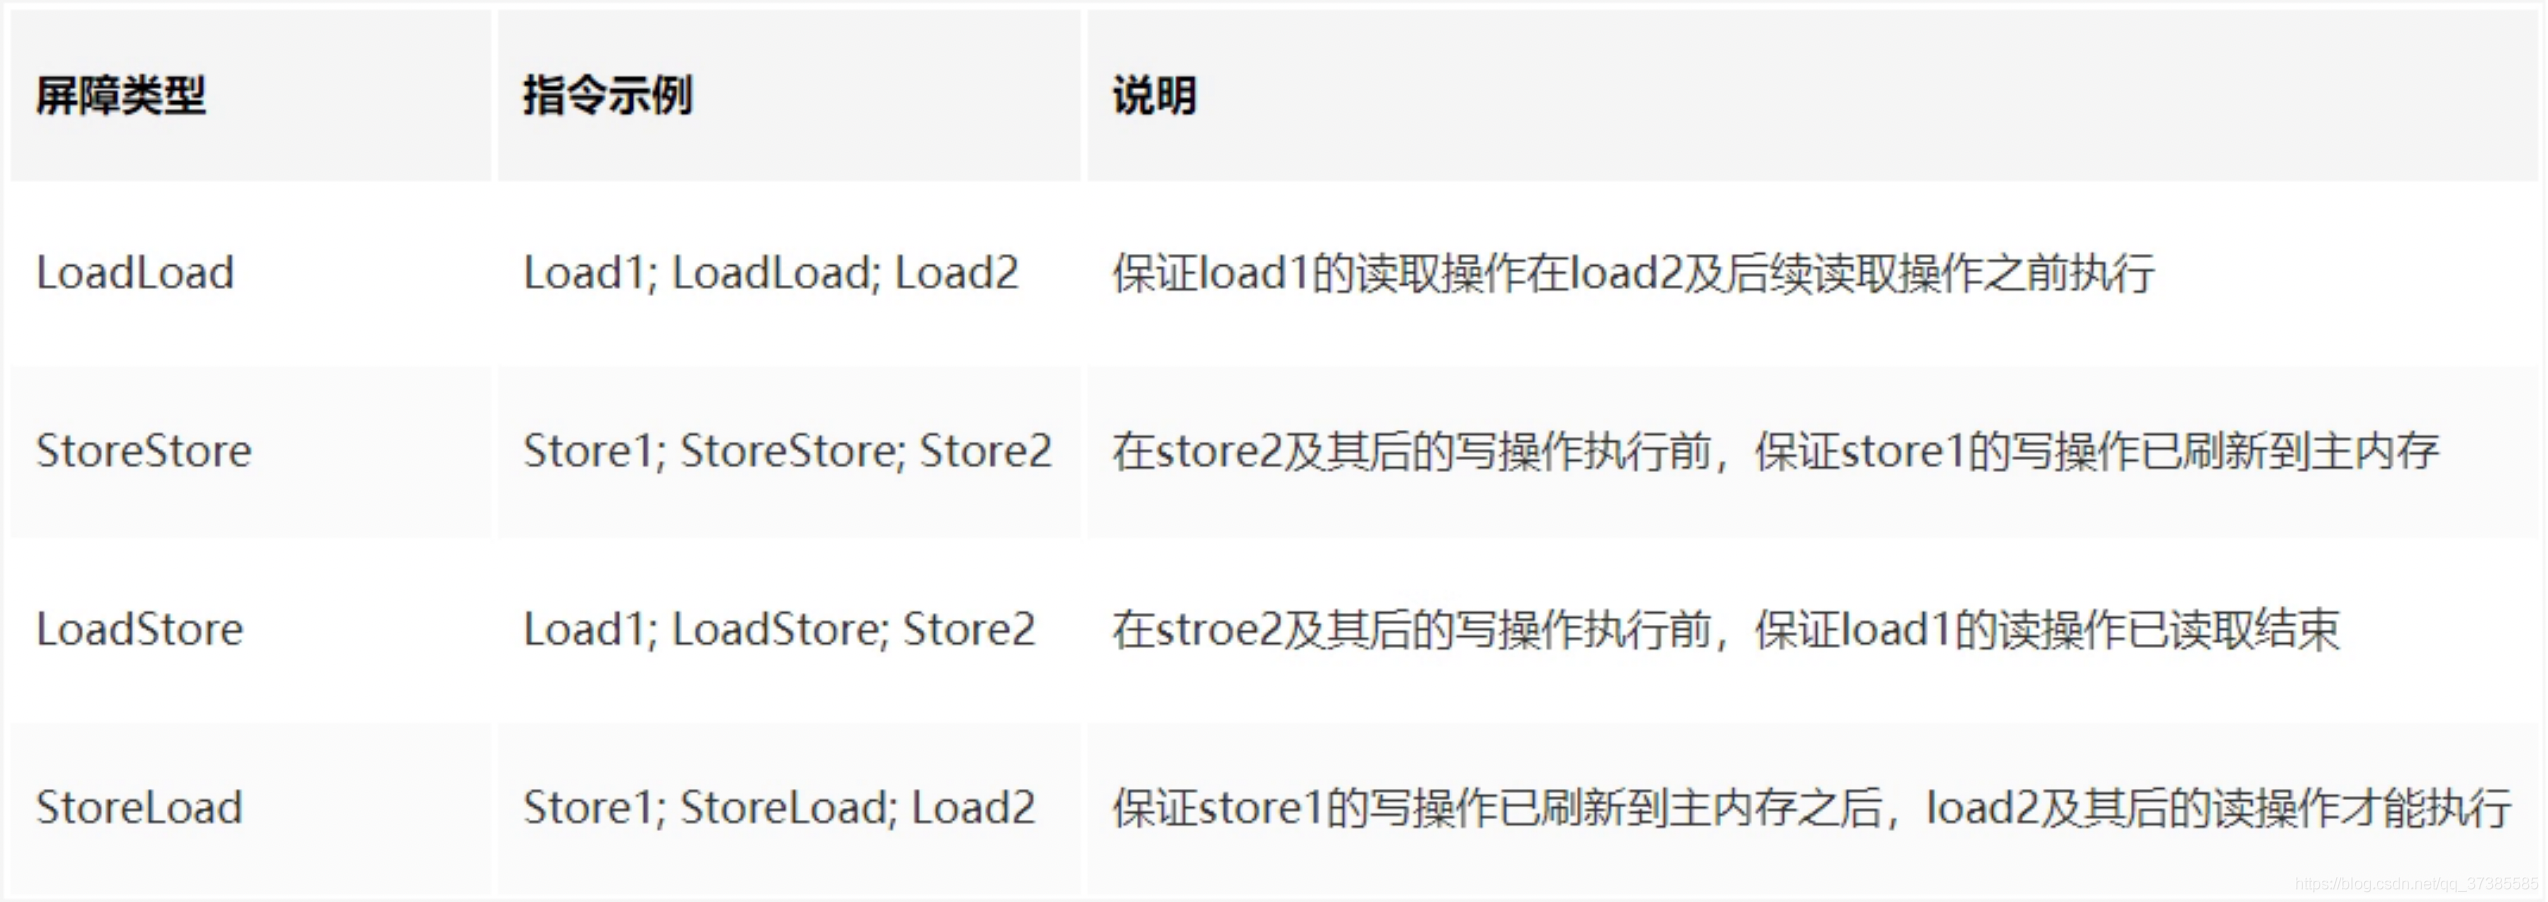 屏障类型 指令示例 说明
LoadLoad Load1; LoadLoad; Load2 保证load1的读取操作在load2及后续读取操作之前执行
StoreStore Store1; StoreStore; Store2 在store2及其后的写操作执行前，保证store1的写操作已刷新到主内存
LoadStore Load1; LoadStore; Store2 在stroe2及其后的写操作执行前，保证load1的读操作已读取结束
StoreLoad Store1; StoreLoad; Load2 保证store1的写操作已刷新到主内存之后，load2及其后的读操作才能执行
https://blog.csdn.net/qq_37385585